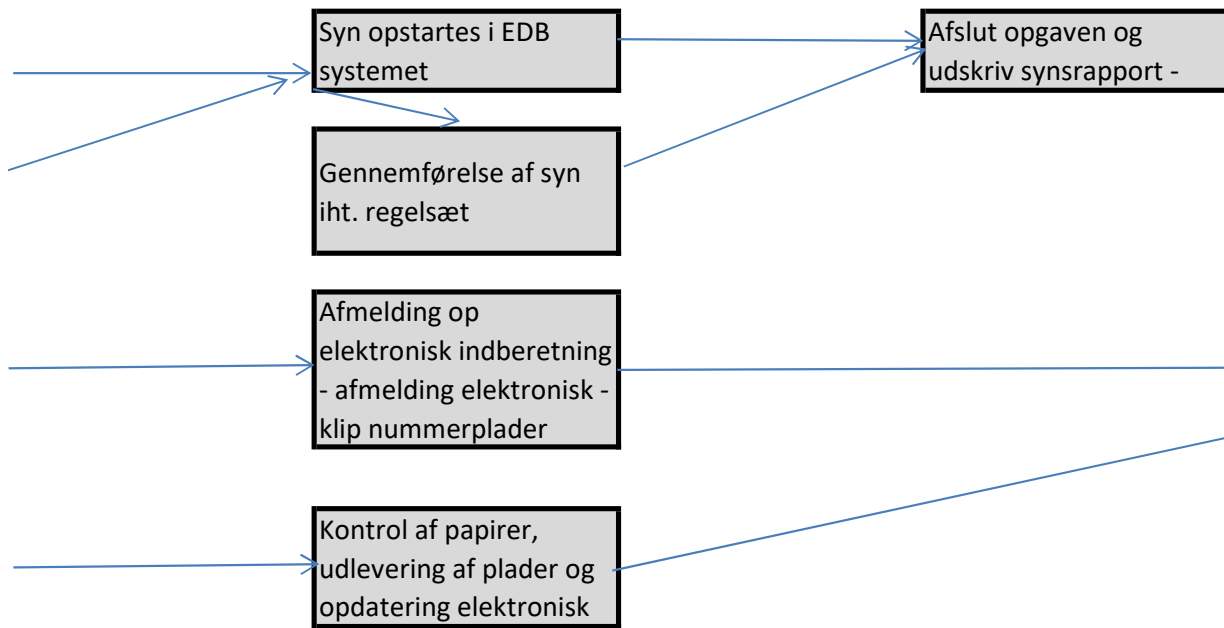 Syn opstartes i EDB
systemet
Afslut opgaven og
udskriv synsrapport -
Gennemførelse af syn
iht. regelsæt
Afmelding op
elektronisk indberetning
- afmelding elektronisk -
klip nummerplader
Kontrol af papirer,
udlevering af plader og
opdatering elektronisk